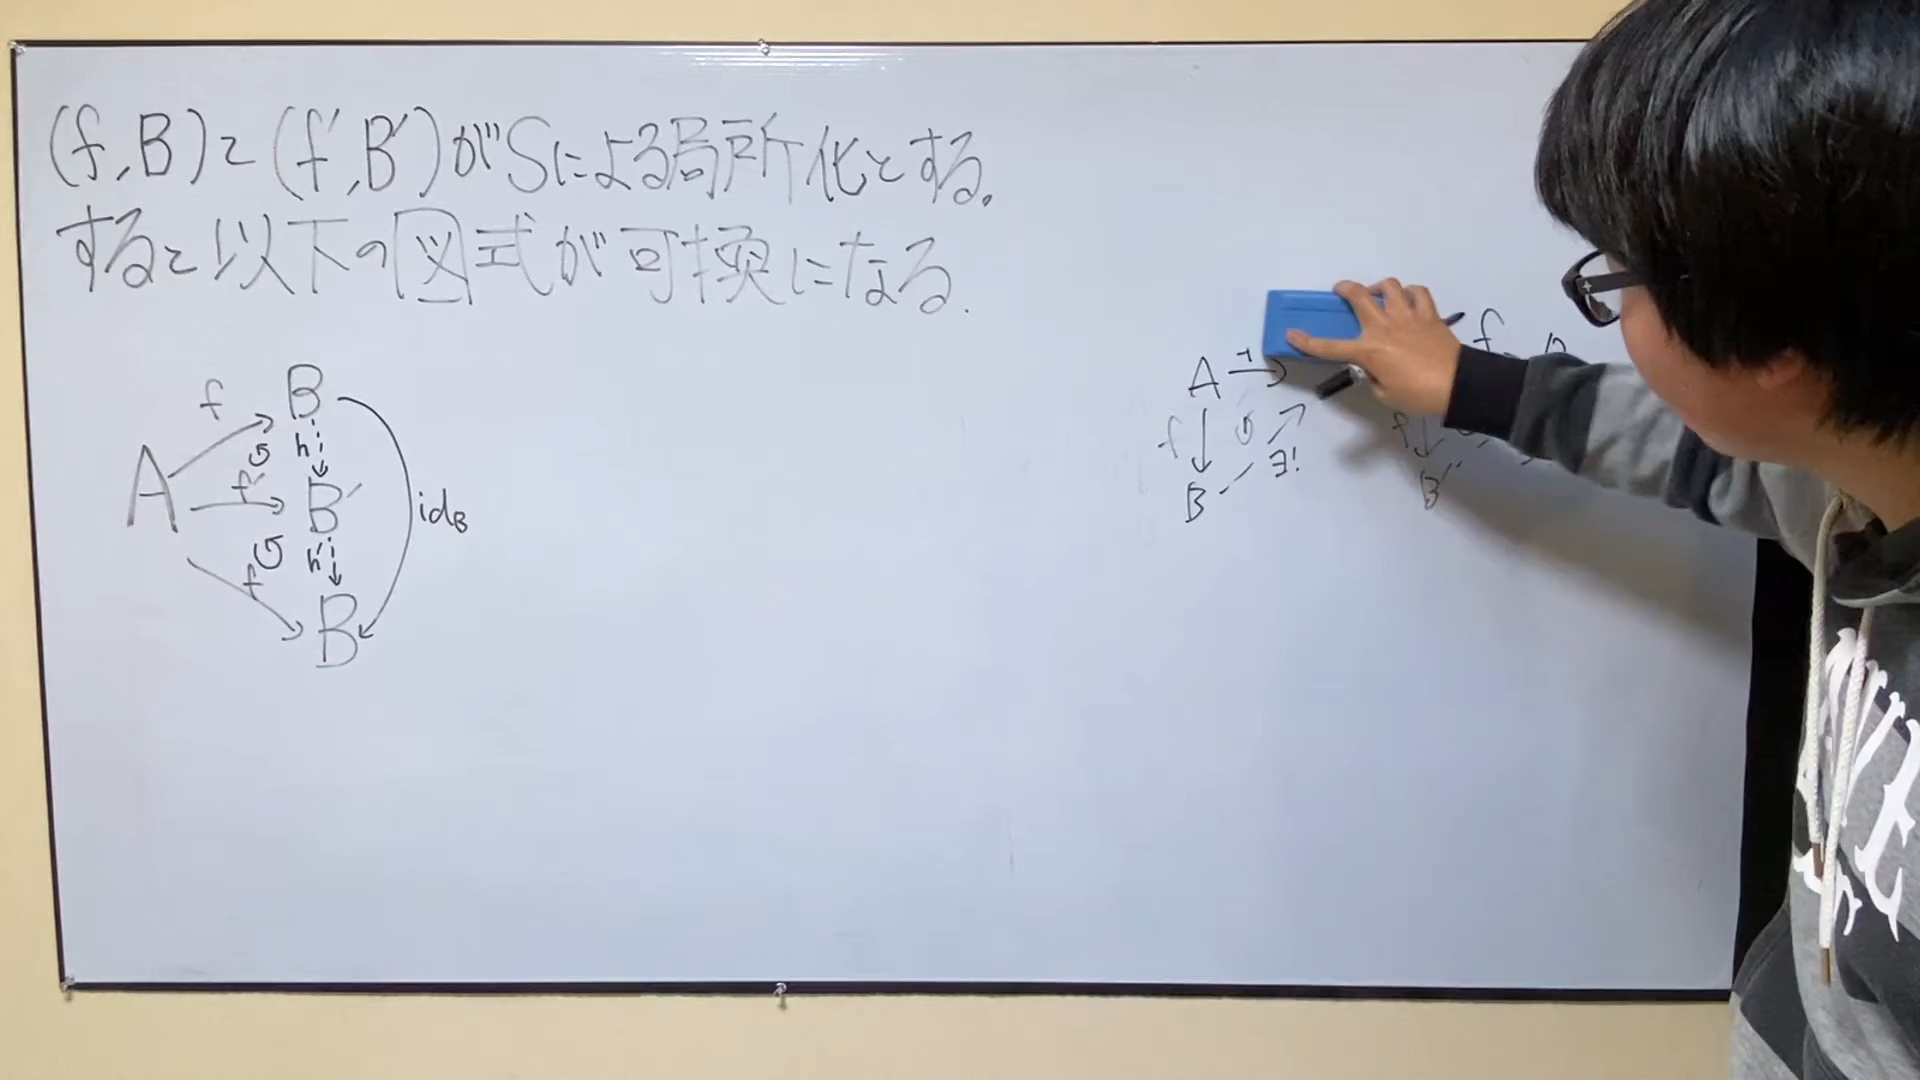 (f,B)と(f′,B′)がSによる局所化とする.
すると以下の図式が可換になる.
f B
h
A f′ B′ id_B
h′
f B
A
f ∃!
B
f
f
B′